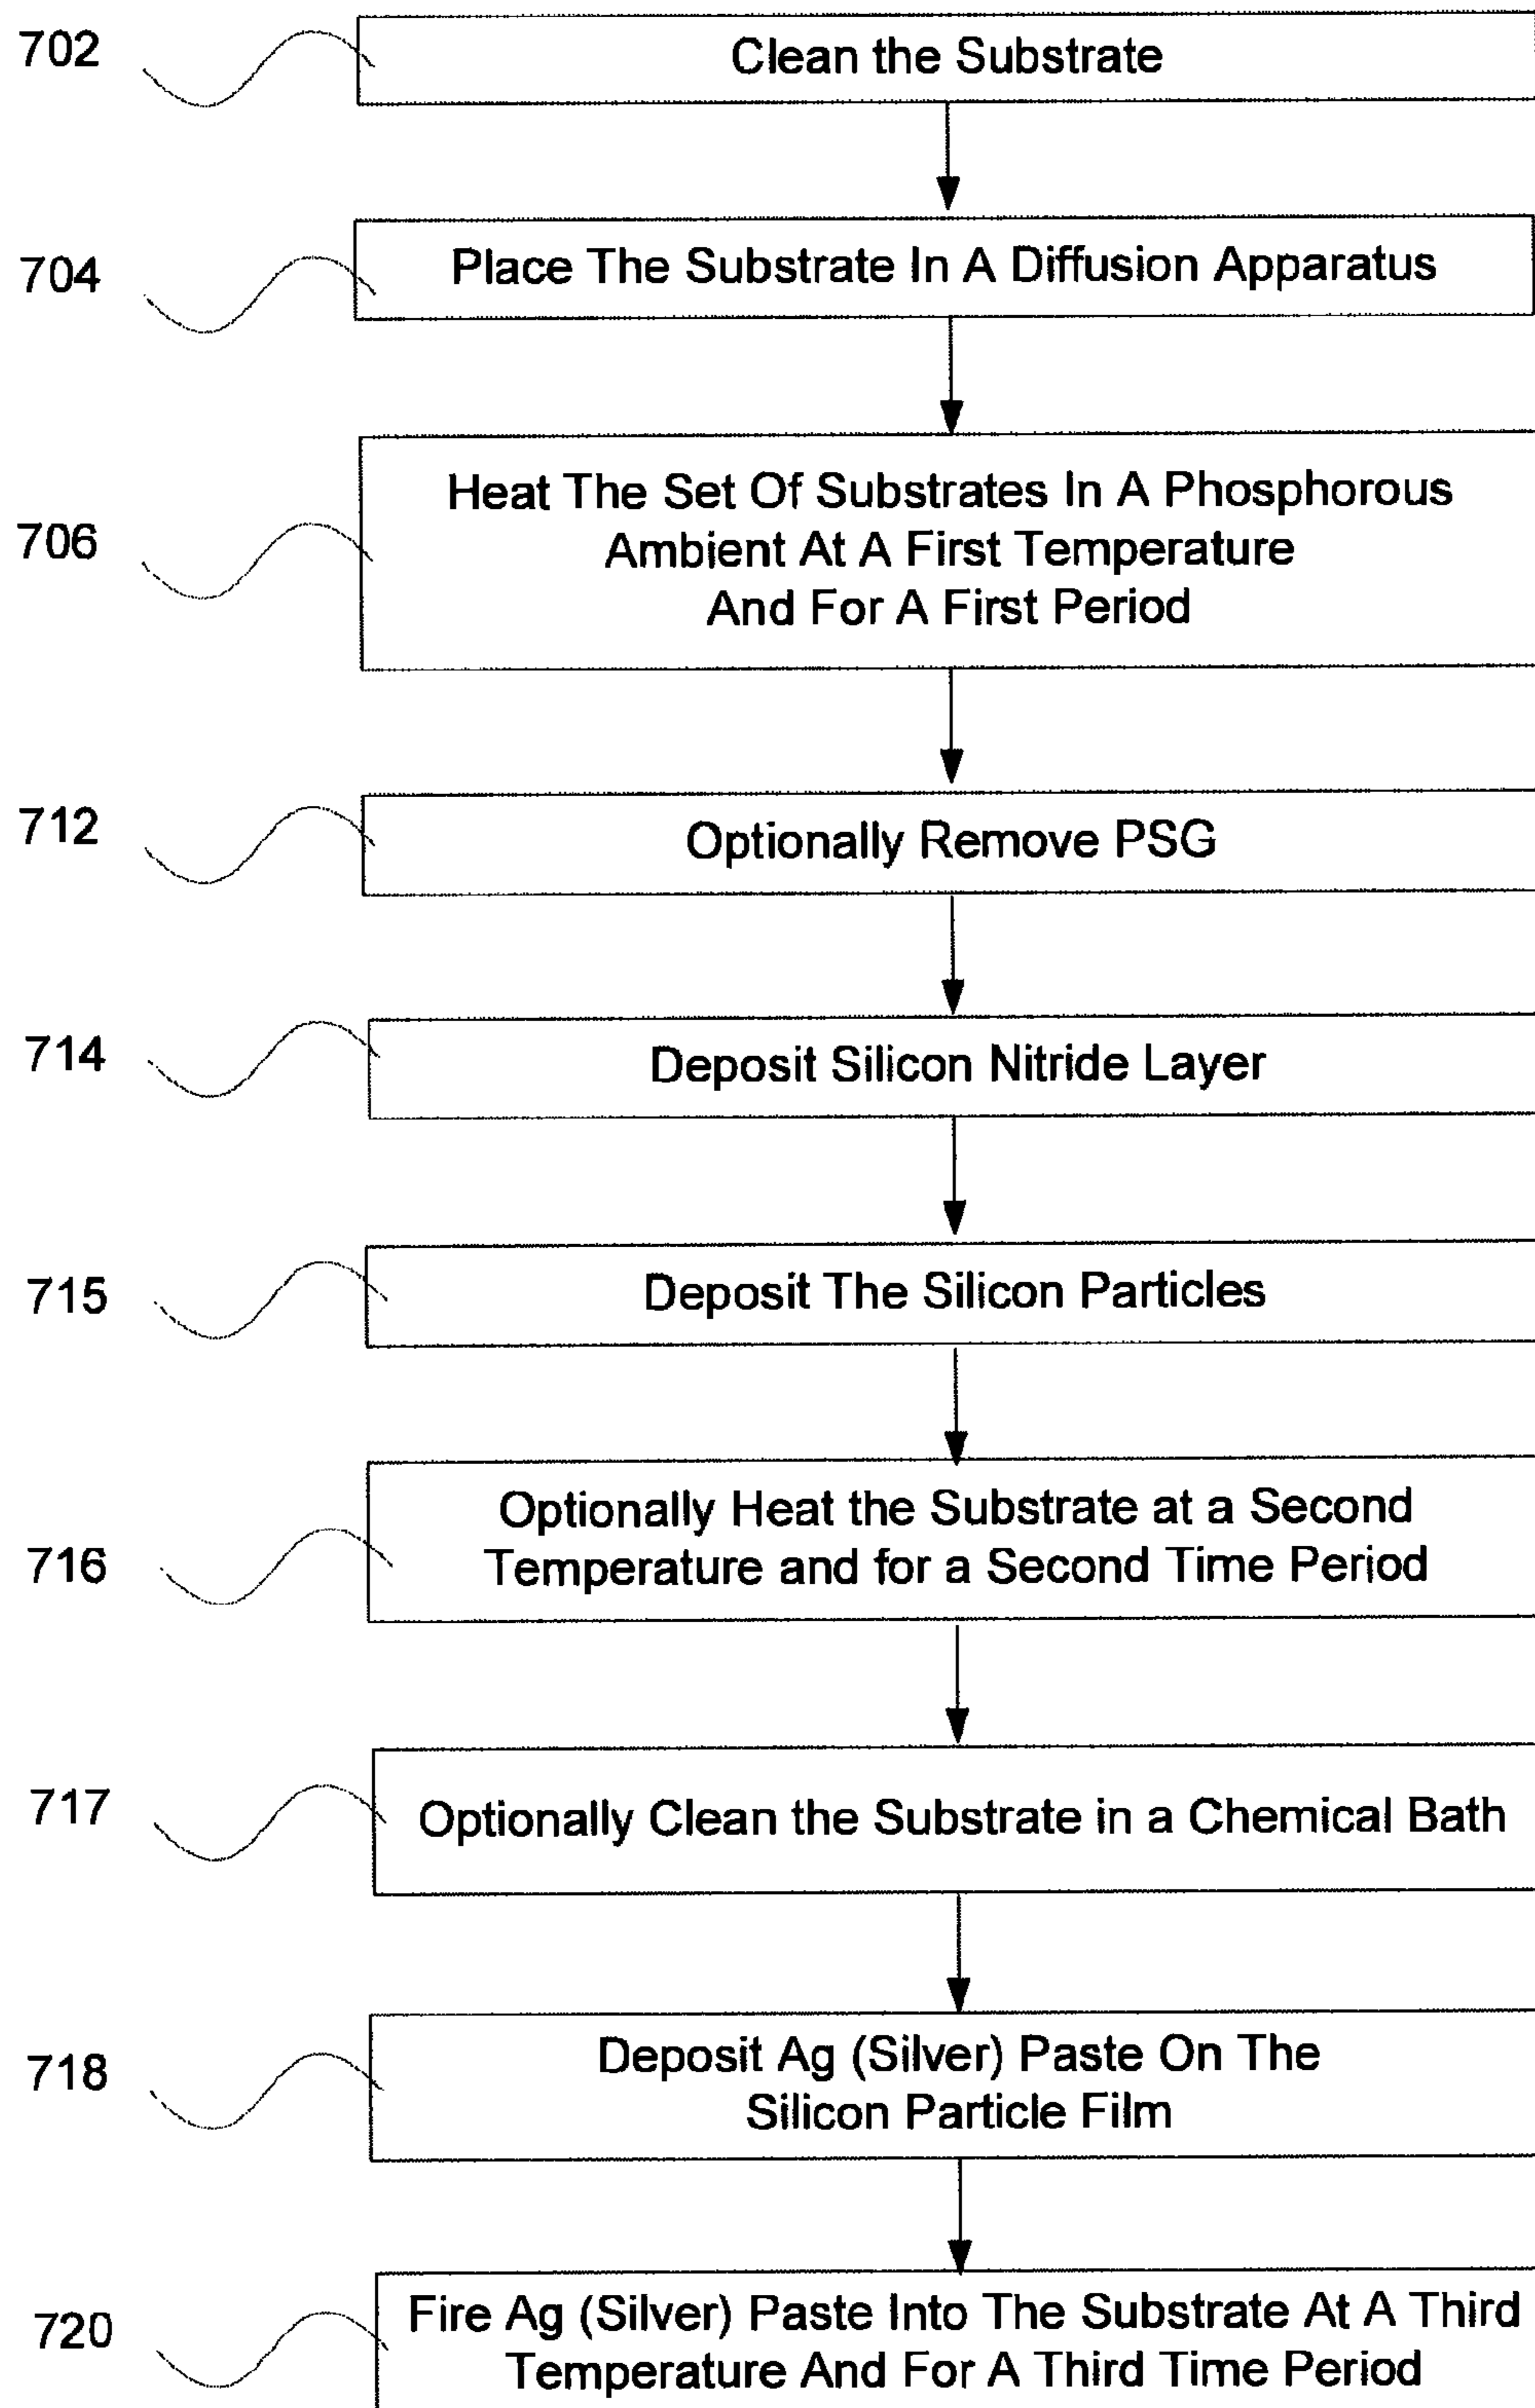 702
Clean the Substrate
704
Place The Substrate In A Diffusion Apparatus
706
Heat The Set Of Substrates In A Phosphorous
Ambient At A First Temperature
And For A First Period
712
Optionally Remove PSG
714
Deposit Silicon Nitride Layer
715
Deposit The Silicon Particles
716
Optionally Heat the Substrate at a Second
Temperature and for a Second Time Period
717
Optionally Clean the Substrate in a Chemical Bath
718
Deposit Ag (Silver) Paste On The
Silicon Particle Film
720
Fire Ag (Silver) Paste Into The Substrate At A Third
Temperature And For A Third Time Period